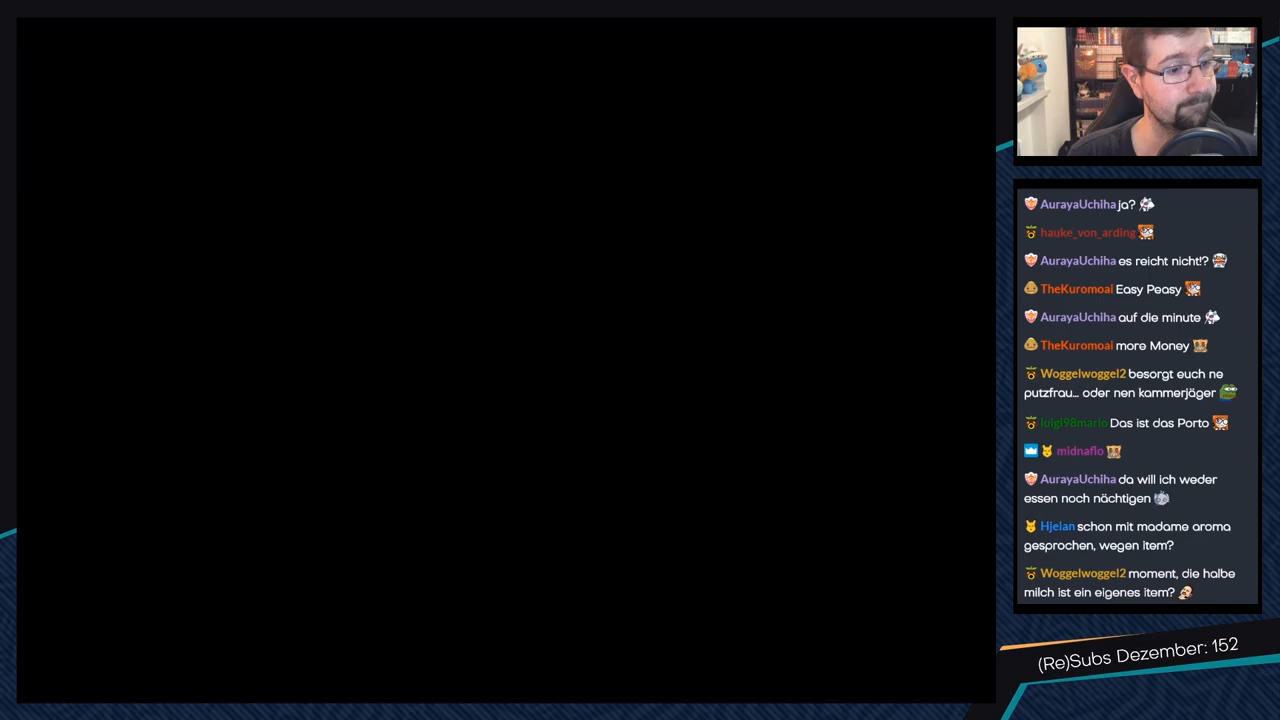 AurayaUchiha ja?
hauke_von_arding
AurayaUchiha es reicht nicht!?
TheKuromoal Easy Peasy
AurayaUchiha auf die minute
TheKuromoal more Money
Woggelwoggel2 besorgt euch ne
putzfrau... oder nen kammerjäger
luigi98mario Das ist das Porto
midnafio
AurayaUchiha da will ich weder
essen noch nächtigen
Hjelan schon mit madame aroma
gesprochen, wegen item?
Woggelwoggel2 moment, die halbe
milch ist ein eigenes item?
(Re)Subs Dezember: 152